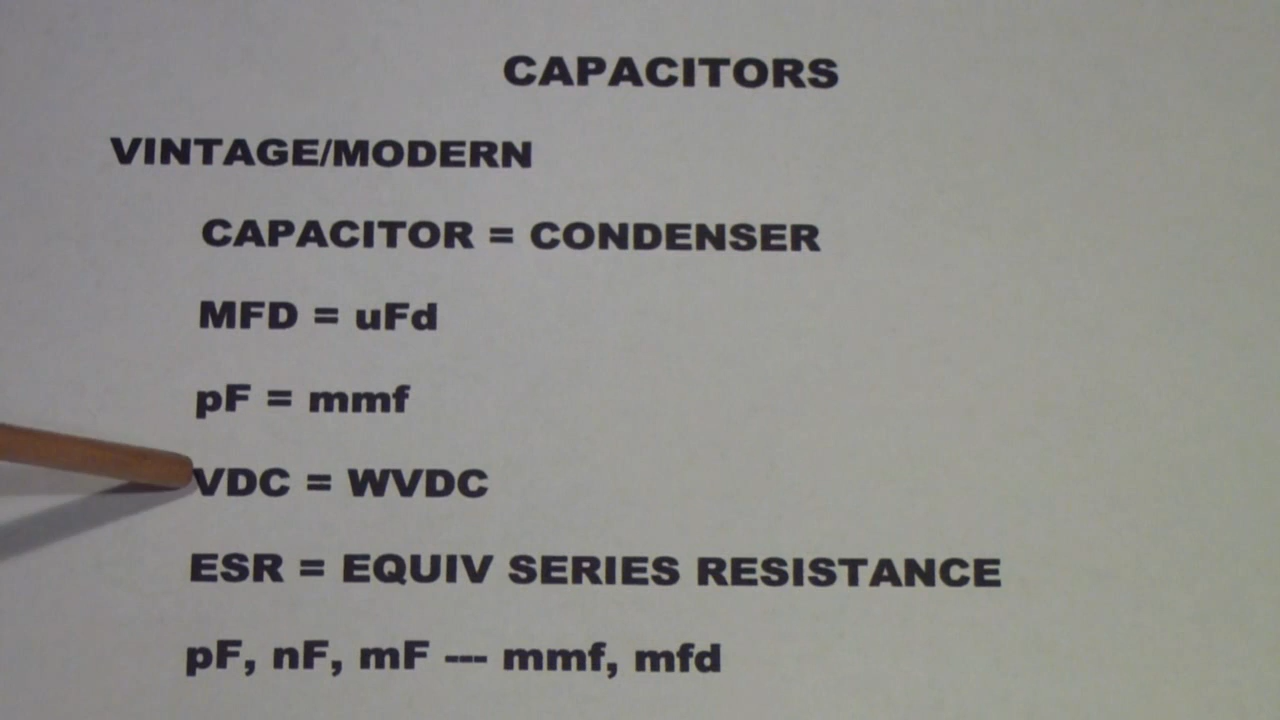 CAPACITORS
VINTAGE/MODERN
CAPACITOR = CONDENSER
MFD = uFd
pF = mmf
VDC = WVDC
ESR = EQUIV SERIES RESISTANCE
pF, nF, mF --- mmf, mfd